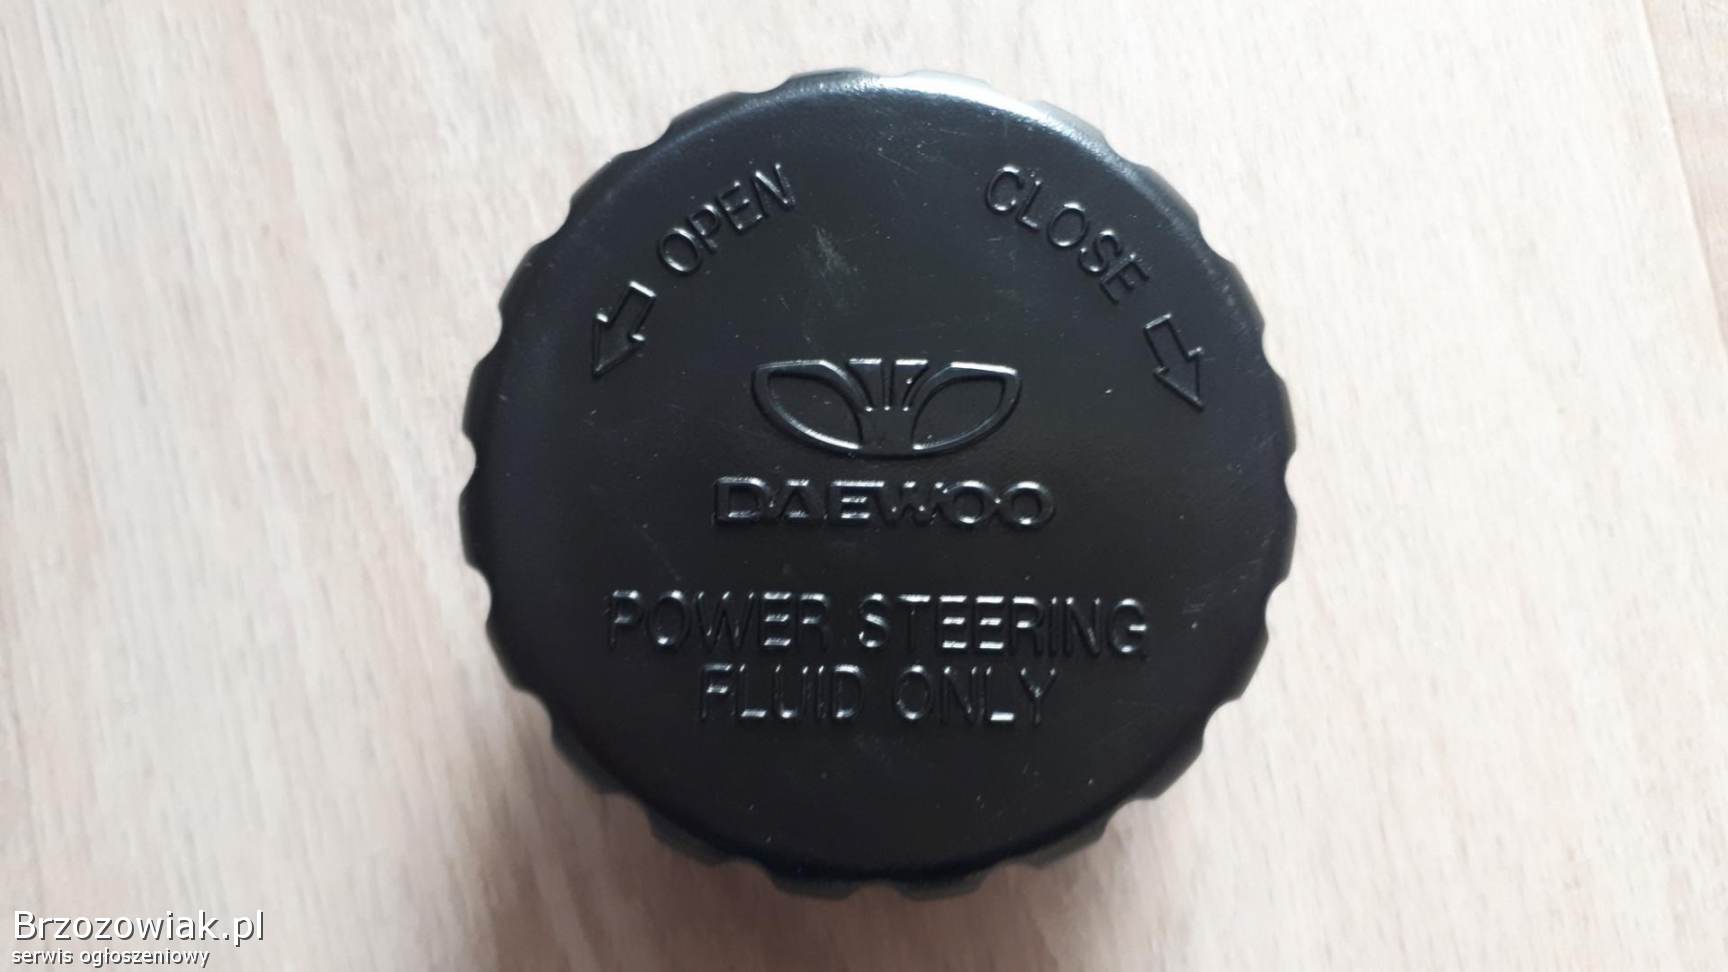 OPEN
CLOSE
DAEWOO
POWER STEERING
FLUID ONLY
Brzozowiak.pl
serwis ogłoszeniowy